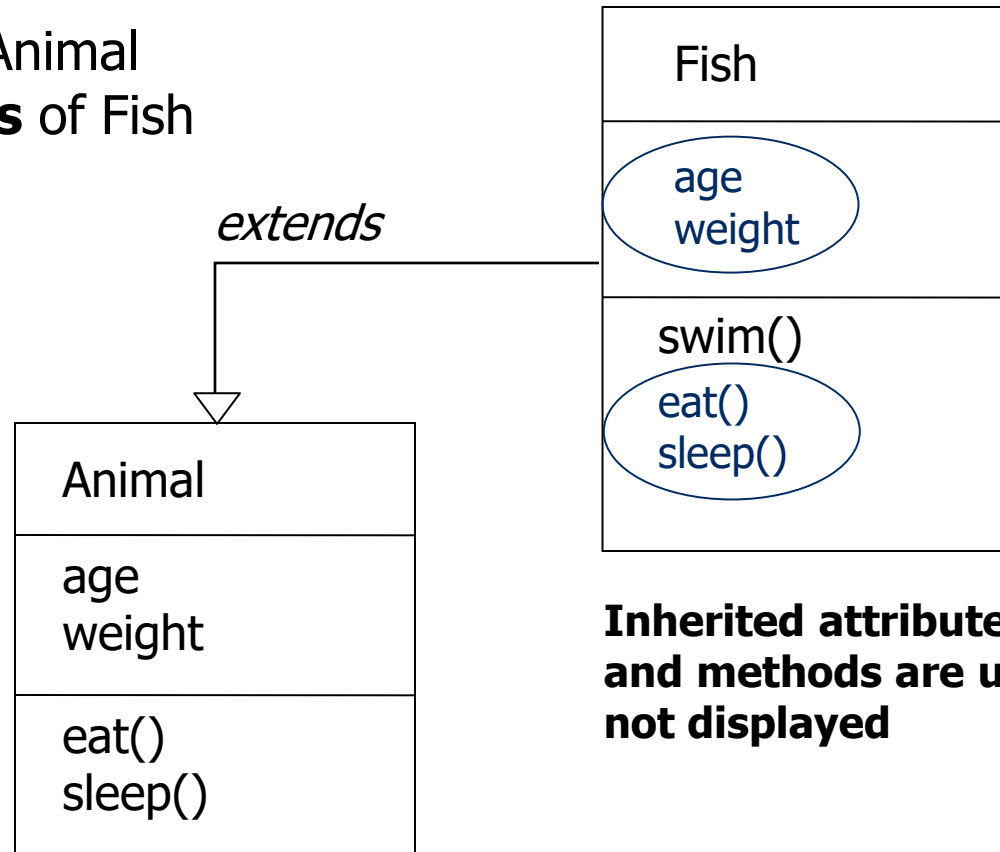 Animal
s of Fish
extends
Fish
age
weight
swim()
eat()
sleep()
Animal
age
weight
eat()
sleep()
Inherited attribute
and methods are u
not displayed